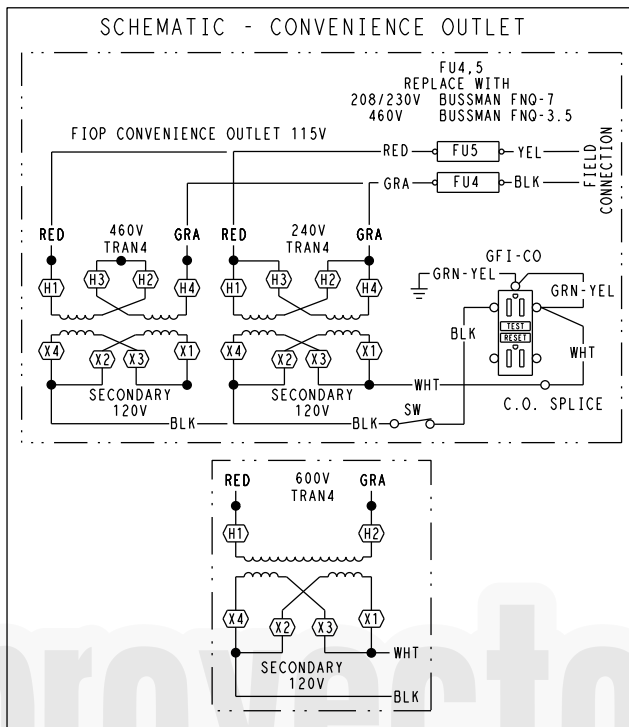 SCHEMATIC - CONVENIENCE OUTLET
FU4,5
REPLACE WITH
208/230V BUSSMAN FNQ-7
460V BUSSMAN FNQ-3.5
FIOP CONVENIENCE OUTLET 115V
RED FU5 YEL
GRA FU4 BLK
FIELD CONNECTION
RED 460V TRAN4 GRA
RED 240V TRAN4 GRA
H1 H3 H2 H4
H1 H3 H2 H4
X4 X2 X3 X1
X4 X2 X3 X1
SECONDARY 120V
SECONDARY 120V
BLK
BLK
SW
WHT
GFI-CO
GRN-YEL
GRN-YEL
BLK
TEST
RESET
WHT
C.O. SPLICE
RED 600V TRAN4 GRA
H1 H2
X4 X2 X3 X1
WHT
SECONDARY
120V
BLK
proyecto